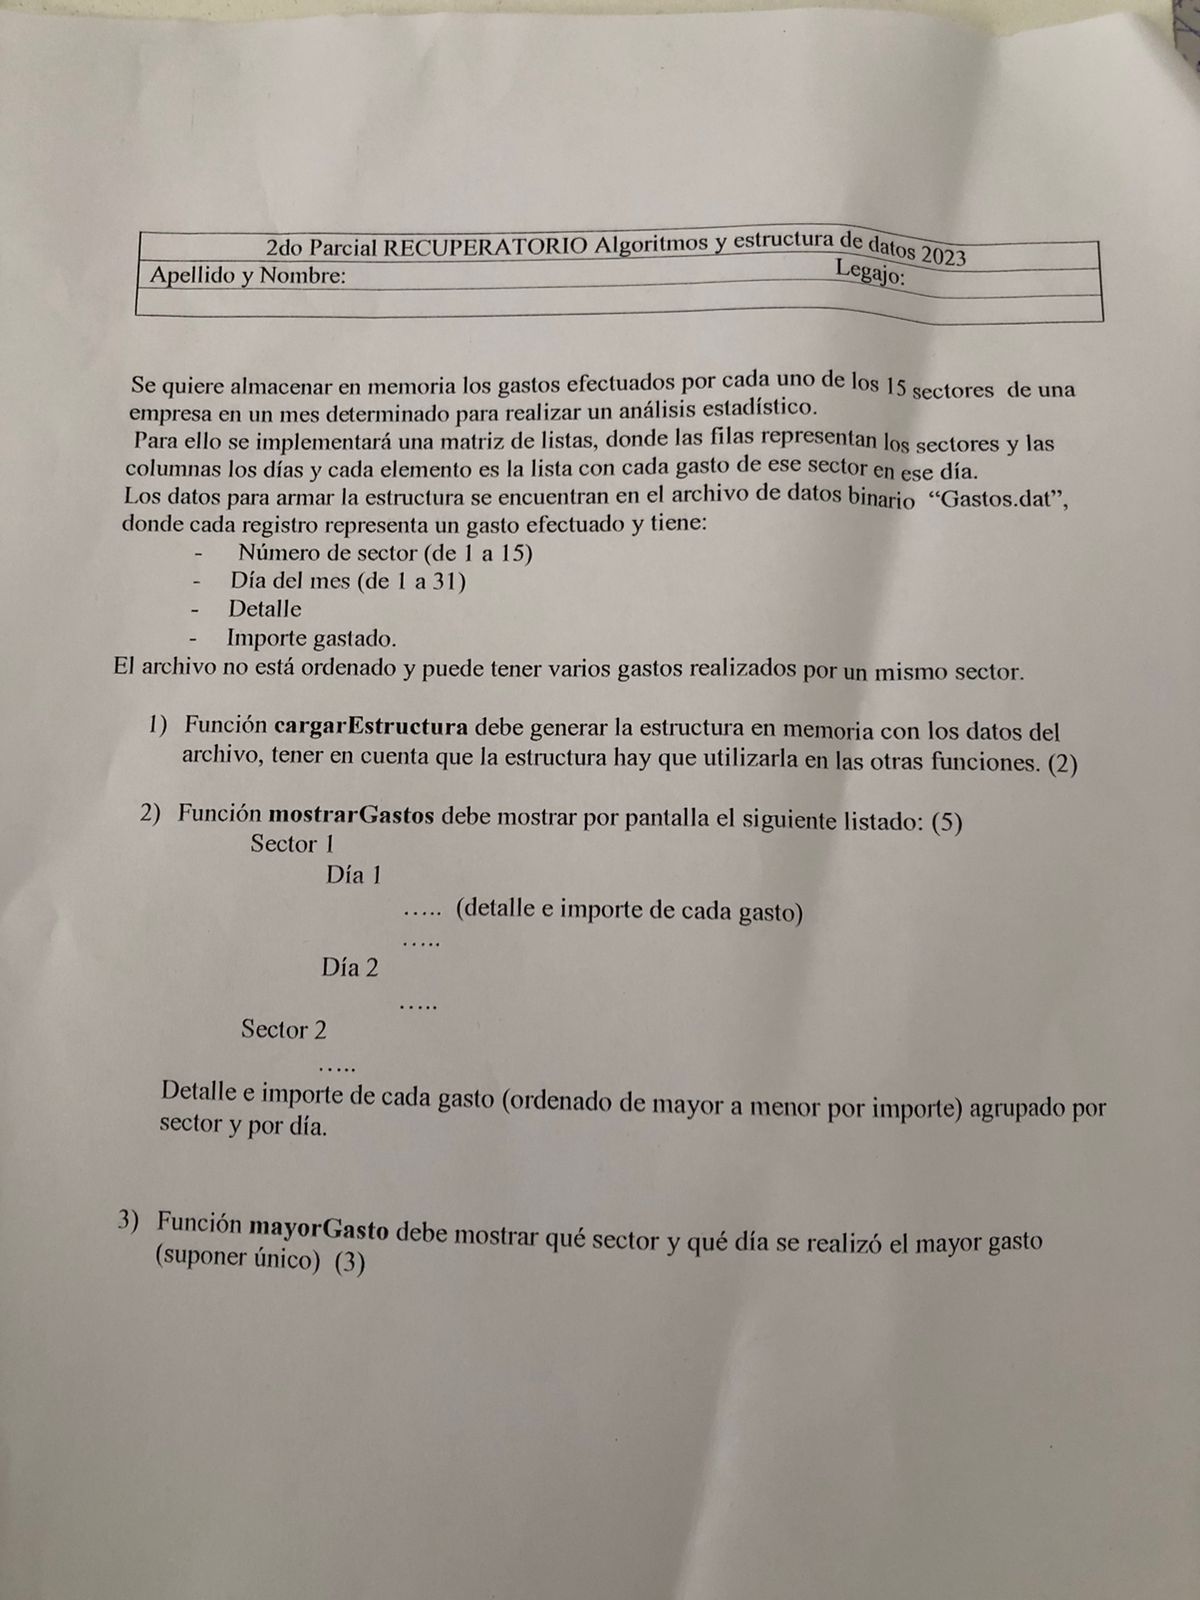 2do Parcial RECUPERATORIO Algoritmos y estructura de datos 2023
Apellido y Nombre: Legajo:
Se quiere almacenar en memoria los gastos efectuados por cada uno de los 15 sectores de una
empresa en un mes determinado para realizar un análisis estadístico.
Para ello se implementará una matriz de listas, donde las filas representan los sectores y las
columnas los días y cada elemento es la lista con cada gasto de ese sector en ese día.
Los datos para armar la estructura se encuentran en el archivo de datos binario “Gastos.dat”,
donde cada registro representa un gasto efectuado y tiene:
- Número de sector (de 1 a 15)
- Día del mes (de 1 a 31)
- Detalle
- Importe gastado.
El archivo no está ordenado y puede tener varios gastos realizados por un mismo sector.
1) Función cargarEstructura debe generar la estructura en memoria con los datos del
archivo, tener en cuenta que la estructura hay que utilizarla en las otras funciones. (2)
2) Función mostrarGastos debe mostrar por pantalla el siguiente listado: (5)
Sector 1
Día 1
..... (detalle e importe de cada gasto)
.....
Día 2
.....
Sector 2
.....
Detalle e importe de cada gasto (ordenado de mayor a menor por importe) agrupado por
sector y por día.
3) Función mayorGasto debe mostrar qué sector y qué día se realizó el mayor gasto
(suponer único) (3)